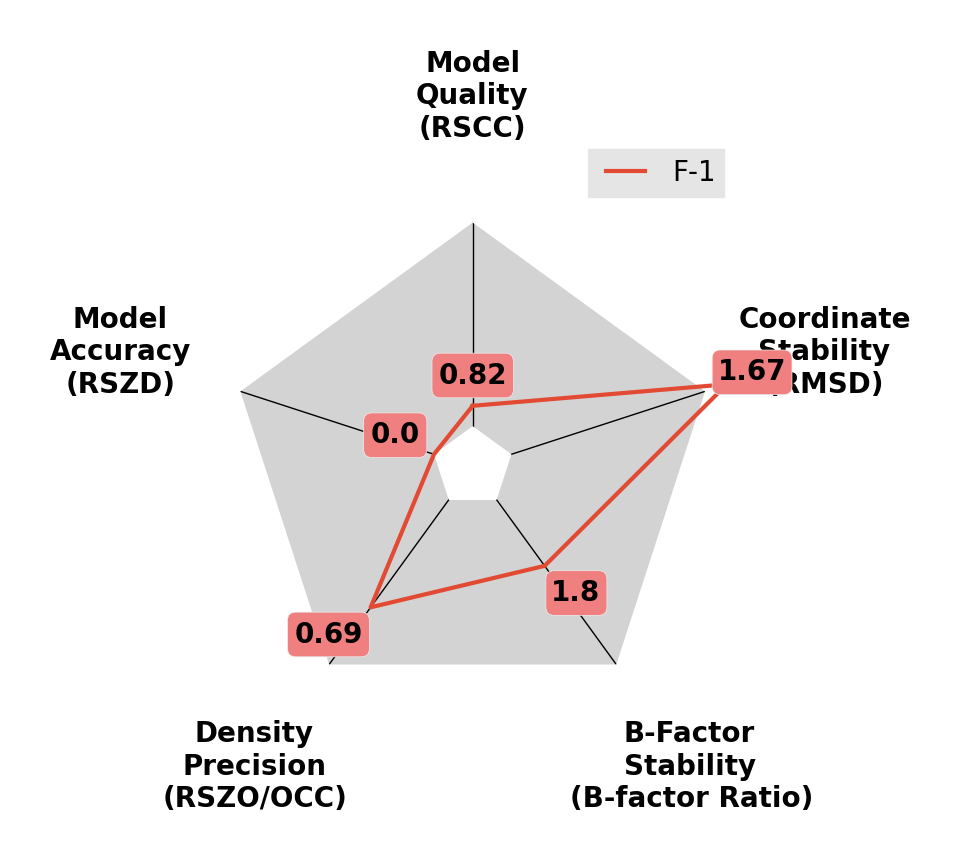 Model
Quality
(RSCC)
F-1
Model
Accuracy
(RSZD)
Coordinate
Stability
(RMSD)
1.67
0.82
0.0
1.8
0.69
Density
Precision
(RSZO/OCC)
B-Factor
Stability
(B-factor Ratio)